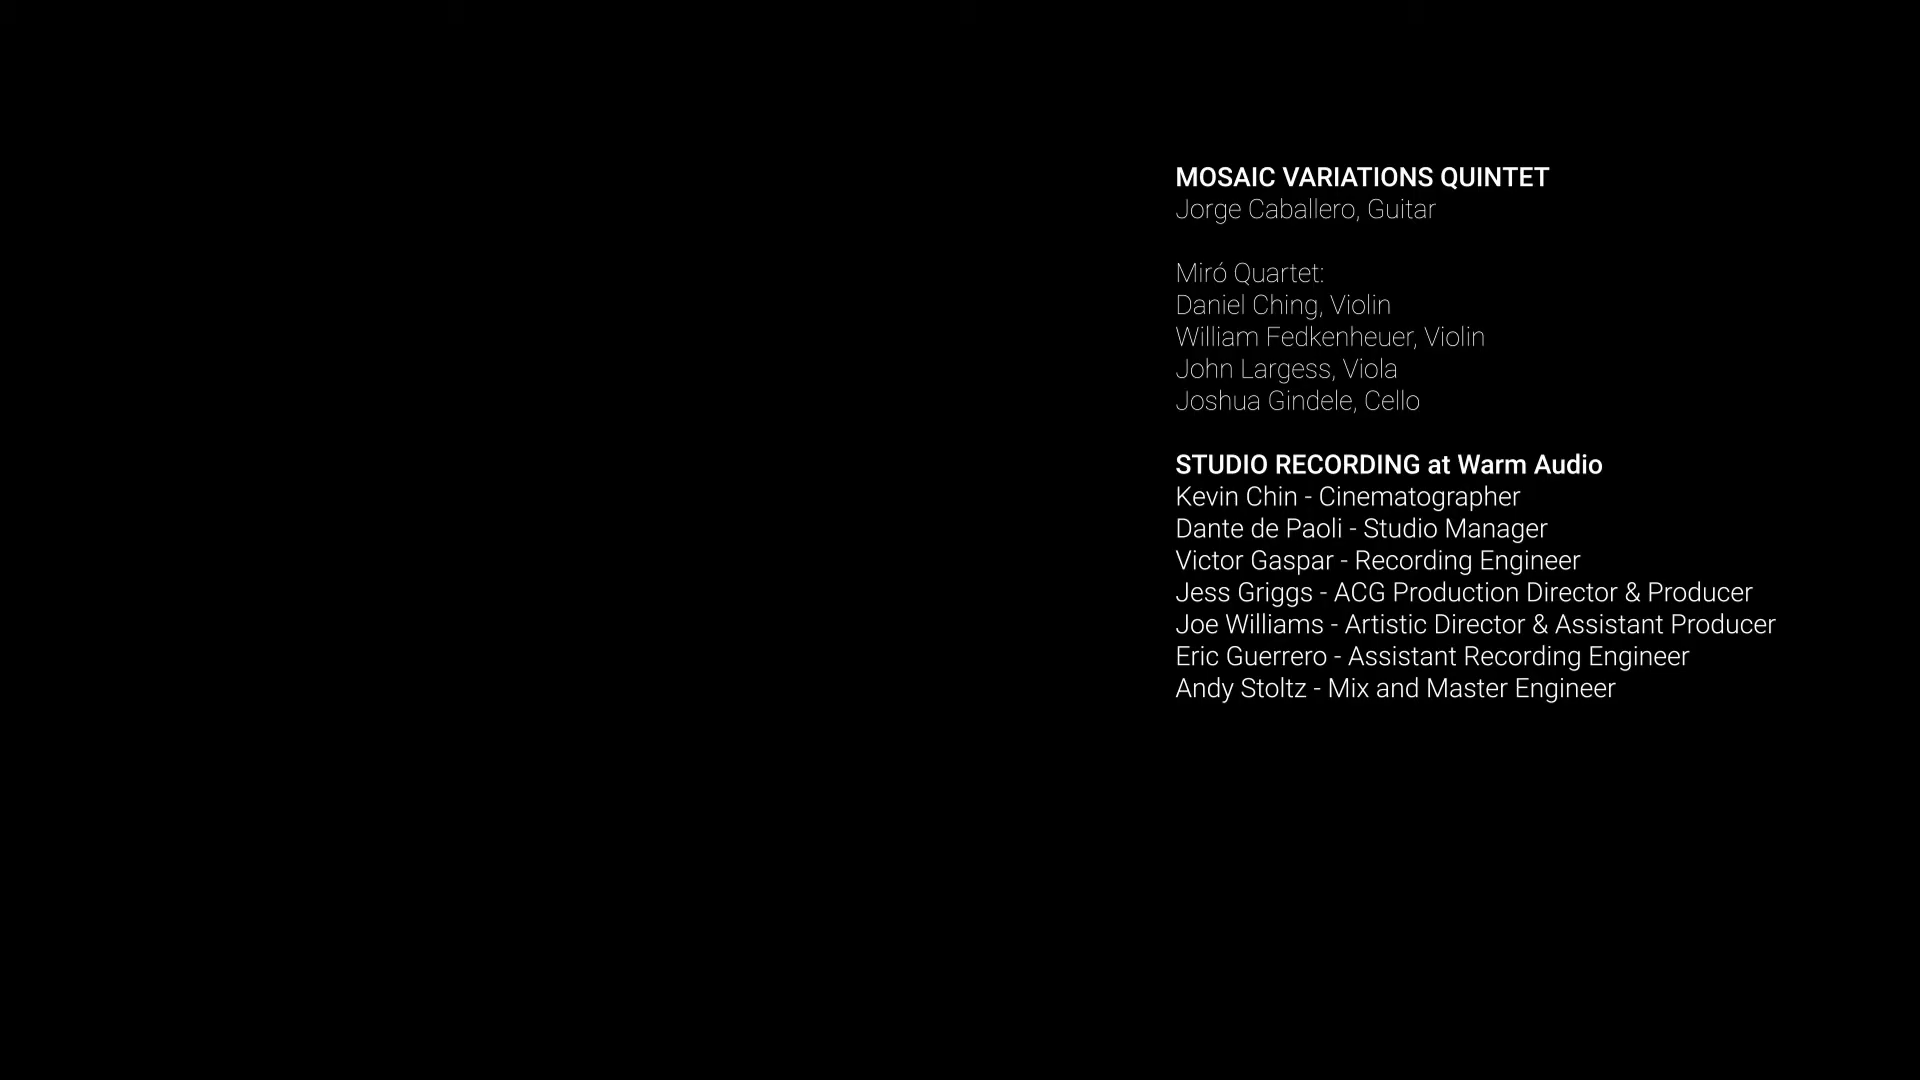 MOSAIC VARIATIONS QUINTET
Jorge Caballero, Guitar
Miró Quartet:
Daniel Ching, Violin
William Fedkenheuer, Violin
John Largess, Viola
Joshua Gindele, Cello
STUDIO RECORDING at Warm Audio
Kevin Chin - Cinematographer
Dante de Paoli - Studio Manager
Victor Gaspar - Recording Engineer
Jess Griggs - ACG Production Director & Producer
Joe Williams - Artistic Director & Assistant Producer
Eric Guerrero - Assistant Recording Engineer
Andy Stoltz - Mix and Master Engineer